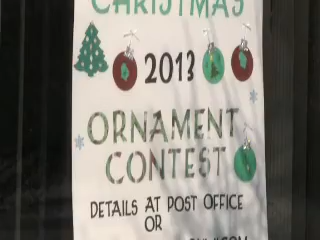 CHRISTMAS
2013
ORNAMENT
CONTEST
DETAILS AT POST OFFICE
OR